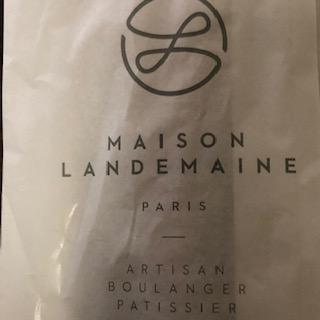 MAISON
LANDEMAINE
PARIS
ARTISAN
BOULANGER
PATISSIER